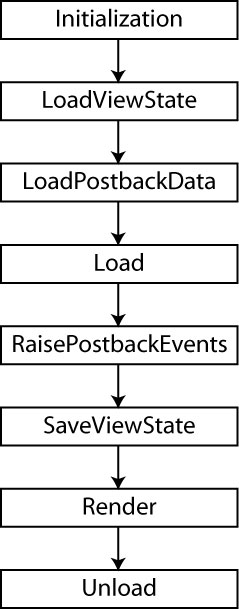 Initialization
LoadViewState
LoadPostbackData
Load
RaisePostbackEvents
SaveViewState
Render
Unload